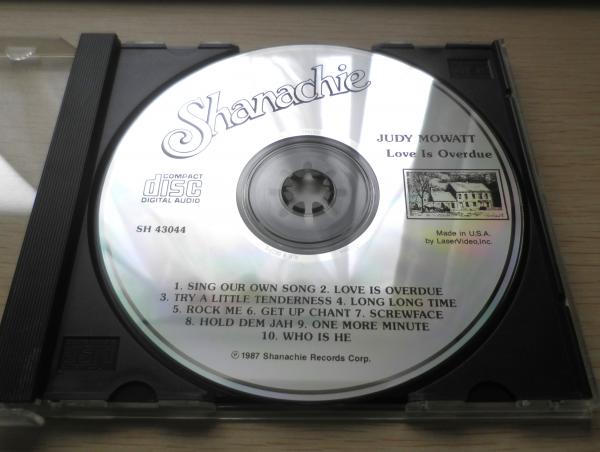 Shanachie
JUDY MOWATT
Love Is Overdue
COMPACT
disc
DIGITAL AUDIO
SH 43044
Made in U.S.A.
by LaserVideo,Inc.
1. SING OUR OWN SONG 2. LOVE IS OVERDUE
3. TRY A LITTLE TENDERNESS 4. LONG LONG TIME
5. ROCK ME 6. GET UP CHANT 7. SCREWFACE
8. HOLD DEM JAH 9. ONE MORE MINUTE
10. WHO IS HE
℗ 1987 Shanachie Records Corp.